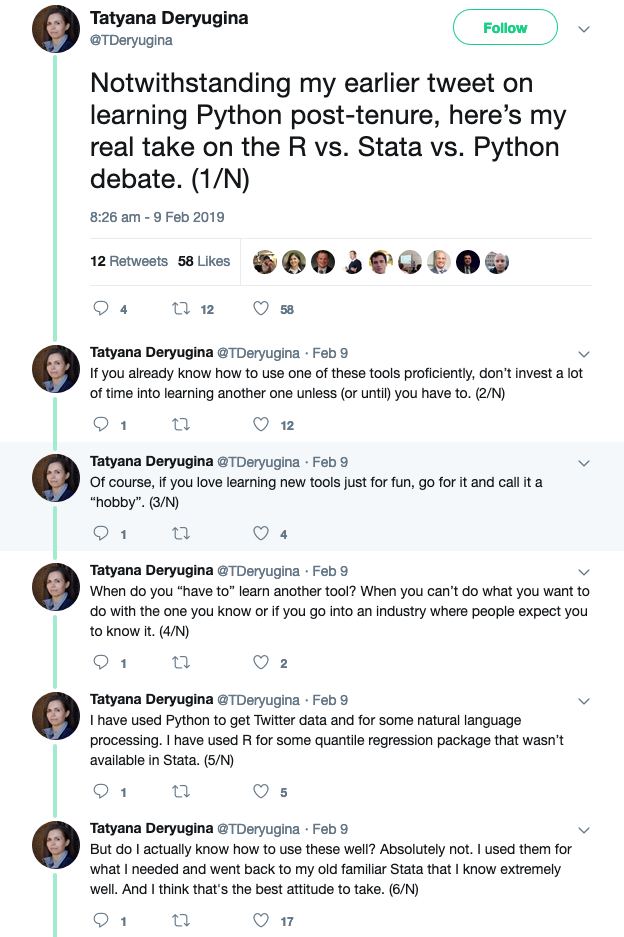 Tatyana Deryugina
@TDeryugina
Follow
Notwithstanding my earlier tweet on
learning Python post-tenure, here’s my
real take on the R vs. Stata vs. Python
debate. (1/N)
8:26 am - 9 Feb 2019
12 Retweets 58 Likes
4 12 58
Tatyana Deryugina @TDeryugina · Feb 9
If you already know how to use one of these tools proficiently, don’t invest a lot
of time into learning another one unless (or until) you have to. (2/N)
1 12
Tatyana Deryugina @TDeryugina · Feb 9
Of course, if you love learning new tools just for fun, go for it and call it a
“hobby”. (3/N)
1 4
Tatyana Deryugina @TDeryugina · Feb 9
When do you “have to” learn another tool? When you can’t do what you want to
do with the one you know or if you go into an industry where people expect you
to know it. (4/N)
1 2
Tatyana Deryugina @TDeryugina · Feb 9
I have used Python to get Twitter data and for some natural language
processing. I have used R for some quantile regression package that wasn’t
available in Stata. (5/N)
1 5
Tatyana Deryugina @TDeryugina · Feb 9
But do I actually know how to use these well? Absolutely not. I used them for
what I needed and went back to my old familiar Stata that I know extremely
well. And I think that's the best attitude to take. (6/N)
1 17